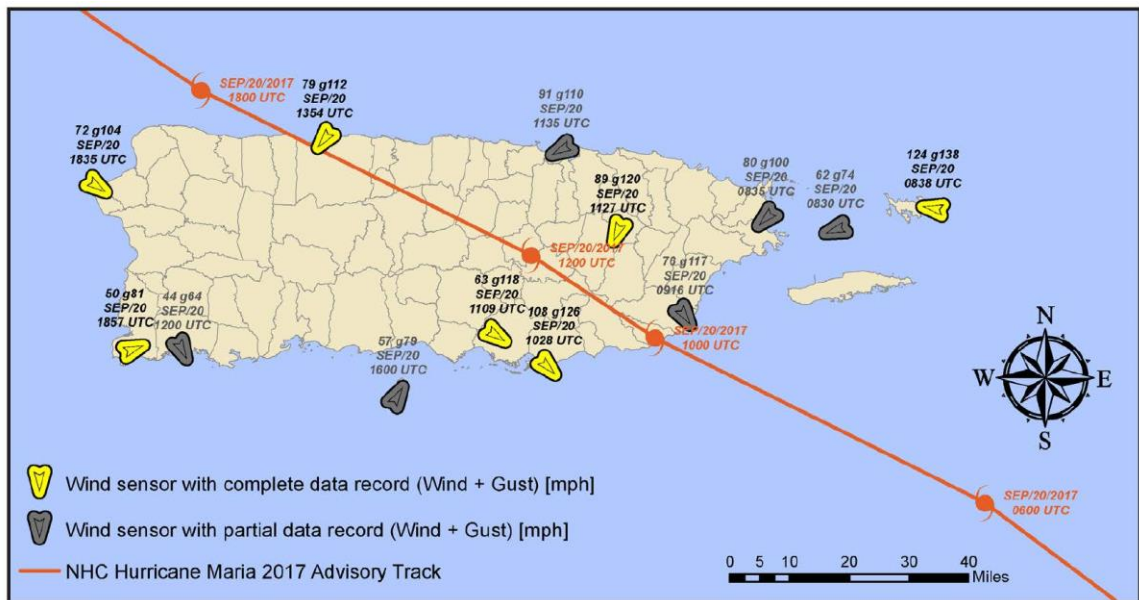 SEP/20/2017
1800 UTC
79 g112
SEP/20
1354 UTC
91 g110
SEP/20
1135 UTC
72 g104
SEP/20
1835 UTC
89 g120
SEP/20
1127 UTC
80 g100
SEP/20
0835 UTC
62 g74
SEP/20
0830 UTC
124 g138
SEP/20
0838 UTC
SEP/20/2017
1200 UTC
SEP/20
0916 UTC
50 g81
SEP/20
1857 UTC
44 g64
SEP/20
1200 UTC
63 g118
SEP/20
1109 UTC
108 g126
SEP/20
1028 UTC
57 g79
SEP/20
1600 UTC
SEP/20/2017
1000 UTC
N
W
E
S
SEP/20/2017
0600 UTC
Wind sensor with complete data record (Wind + Gust) [mph]
Wind sensor with partial data record (Wind + Gust) [mph]
NHC Hurricane Maria 2017 Advisory Track
0 5 10 20 30 40
Miles